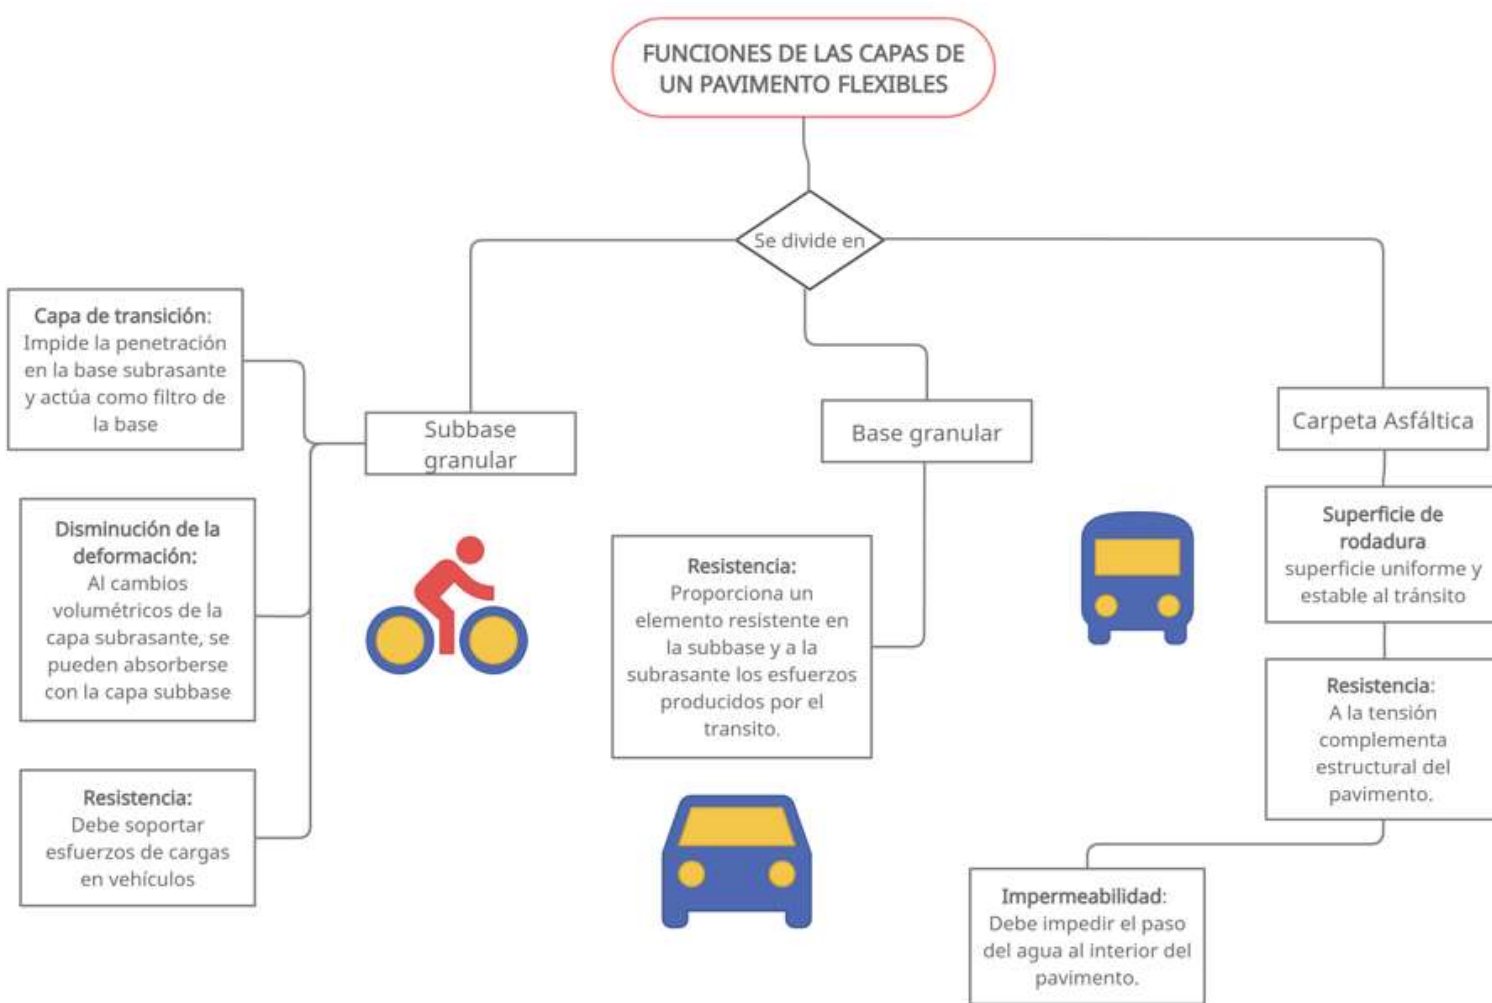 FUNCIONES DE LAS CAPAS DE
UN PAVIMENTO FLEXIBLES
Se divide en
Subbase
granular
Capa de transición:
Impide la penetración
en la base subrasante
y actúa como filtro de
la base
Disminución de la
deformación:
Al cambios
volumétricos de la
capa subrasante, se
pueden absorberse
con la capa subbase
Resistencia:
Debe soportar
esfuerzos de cargas
en vehículos
Base granular
Resistencia:
Proporciona un
elemento resistente en
la subbase y a la
subrasante los esfuerzos
producidos por el
transito.
Carpeta Asfáltica
Superficie de
rodadura
superficie uniforme y
estable al tránsito
Resistencia:
A la tensión
complementa
estructural del
pavimento.
Impermeabilidad:
Debe impedir el paso
del agua al interior del
pavimento.